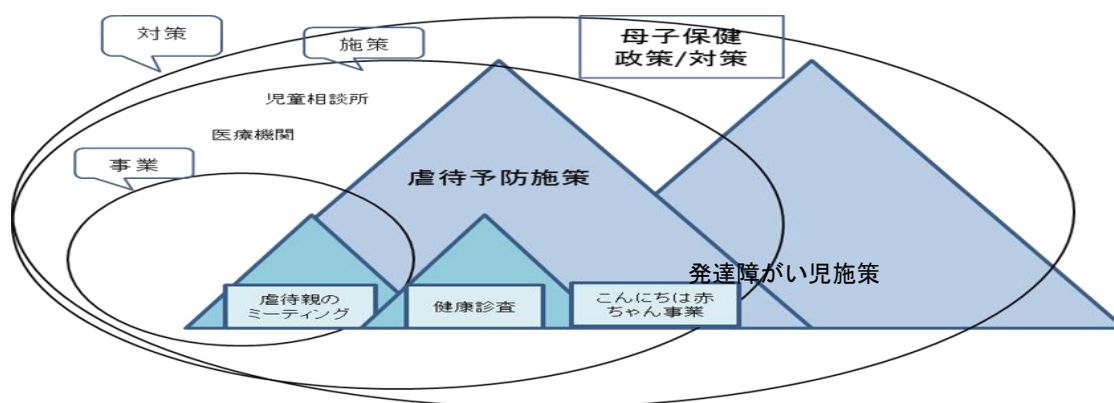 対策
施策
母子保健
政策/対策
児童相談所
医療機関
事業
虐待予防施策
発達障がい児施策
虐待親の
ミーティング
健康診査
こんにちは赤
ちゃん事業